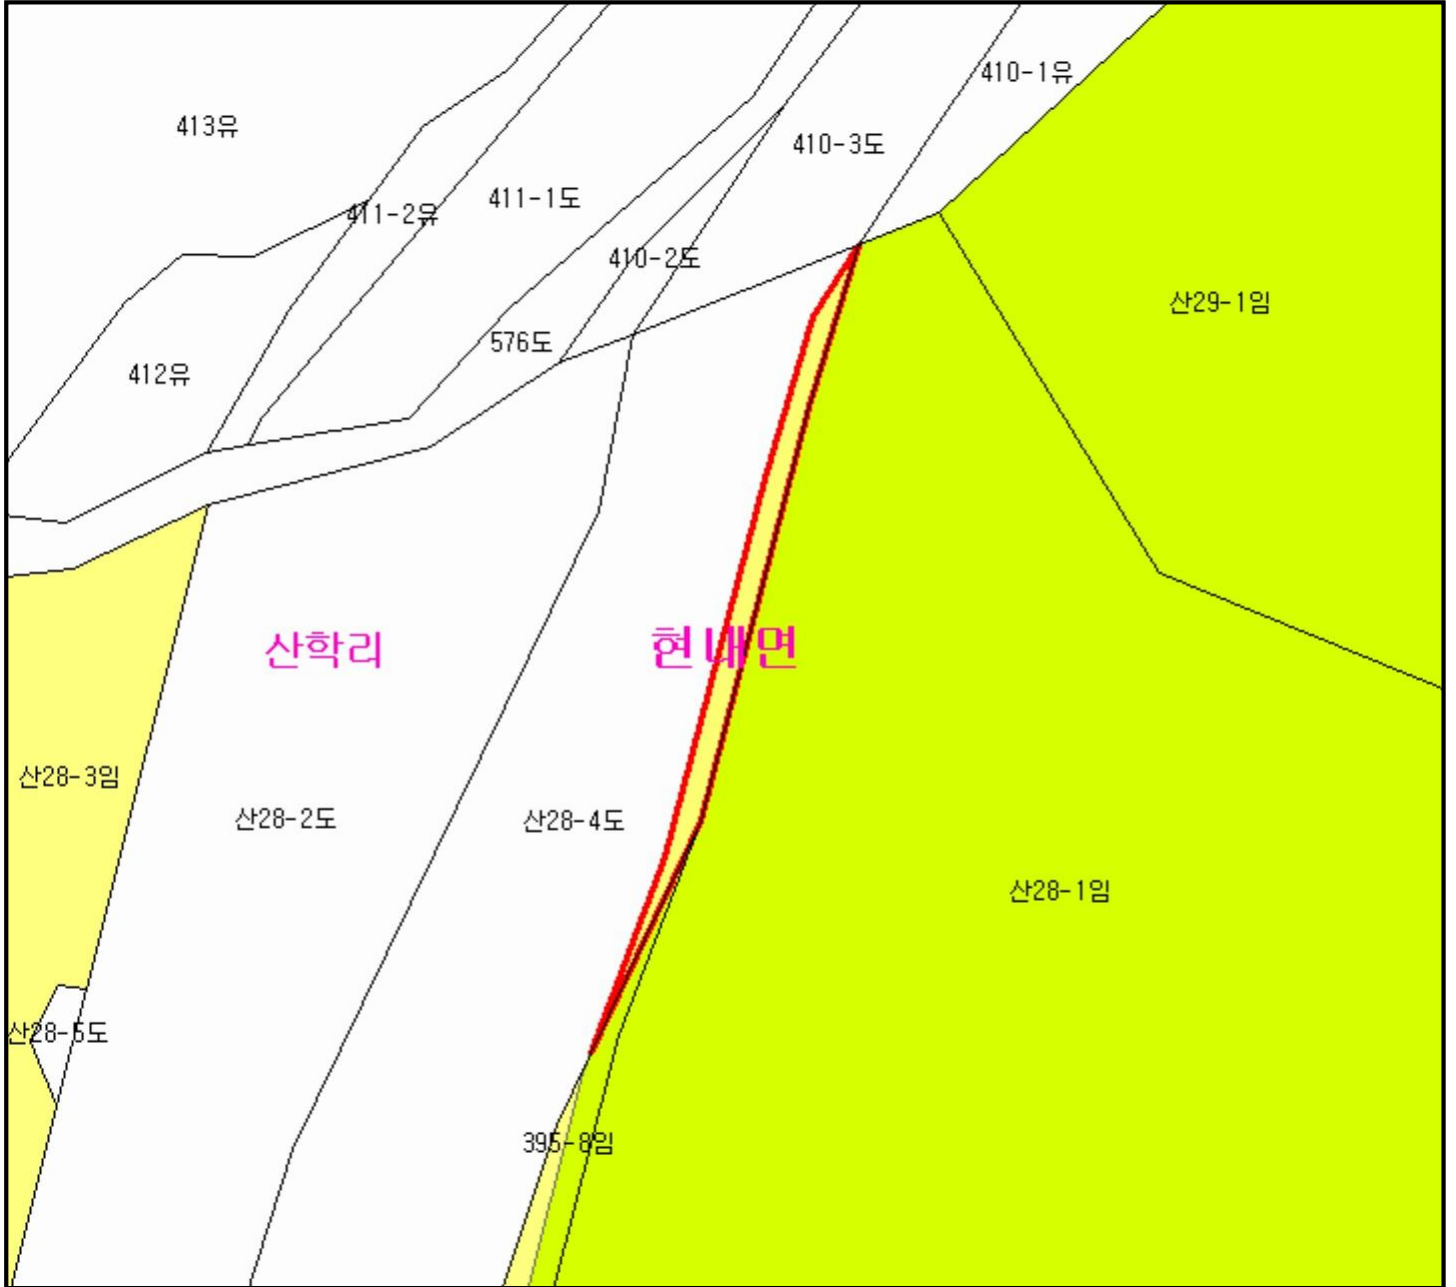 410-1유
413유
410-3도
411-1도
411-2유
410-2도
산29-1임
576도
412유
산학리
현내면
산28-3임
산28-2도
산28-4도
산28-1임
산28-5도
395-8임